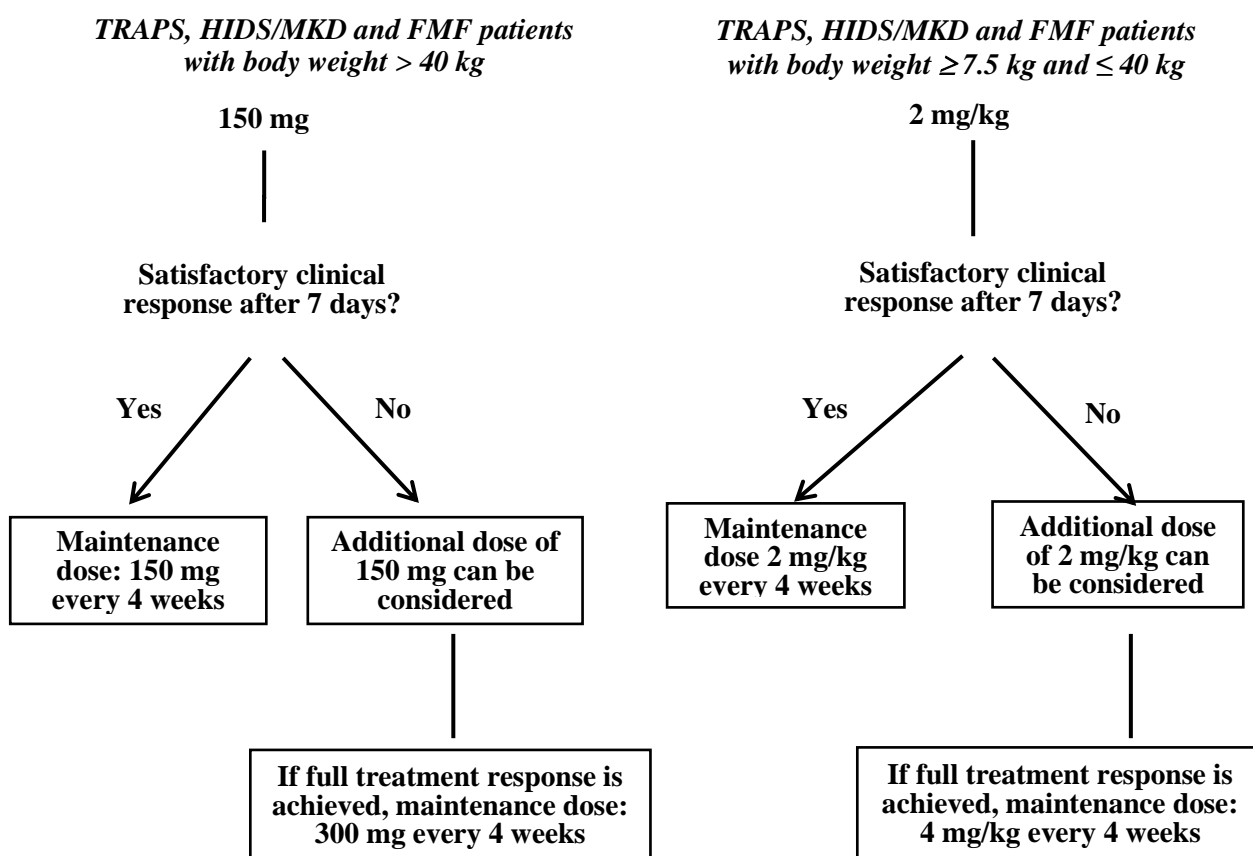 TRAPS, HIDS/MKD and FMF patients
with body weight > 40 kg
150 mg
Satisfactory clinical
response after 7 days?
Yes
No
Maintenance
dose: 150 mg
every 4 weeks
Additional dose of
150 mg can be
considered
If full treatment response is
achieved, maintenance dose:
300 mg every 4 weeks
TRAPS, HIDS/MKD and FMF patients
with body weight ≥ 7.5 kg and ≤ 40 kg
2 mg/kg
Satisfactory clinical
response after 7 days?
Yes
No
Maintenance
dose 2 mg/kg
every 4 weeks
Additional dose
of 2 mg/kg can
be considered
If full treatment response is
achieved, maintenance dose:
4 mg/kg every 4 weeks